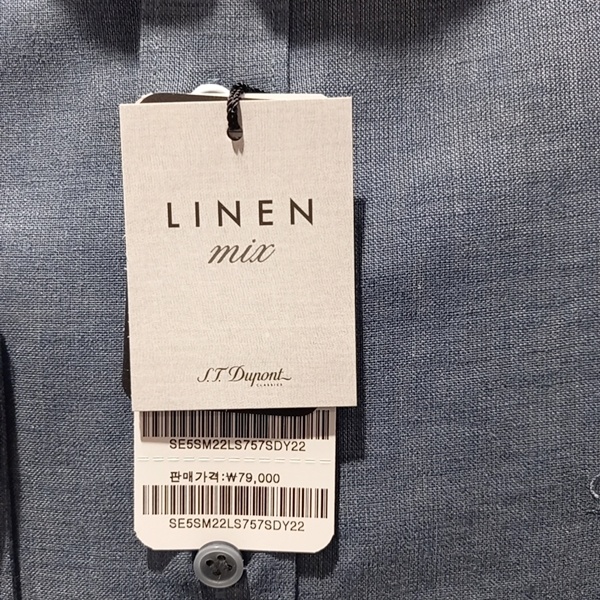 LINEN
mix
S.T. Dupont
CLASSICS
SE5SM22LS757SDY22
판매가격:₩79,000
SE5SM22LS757SDY22